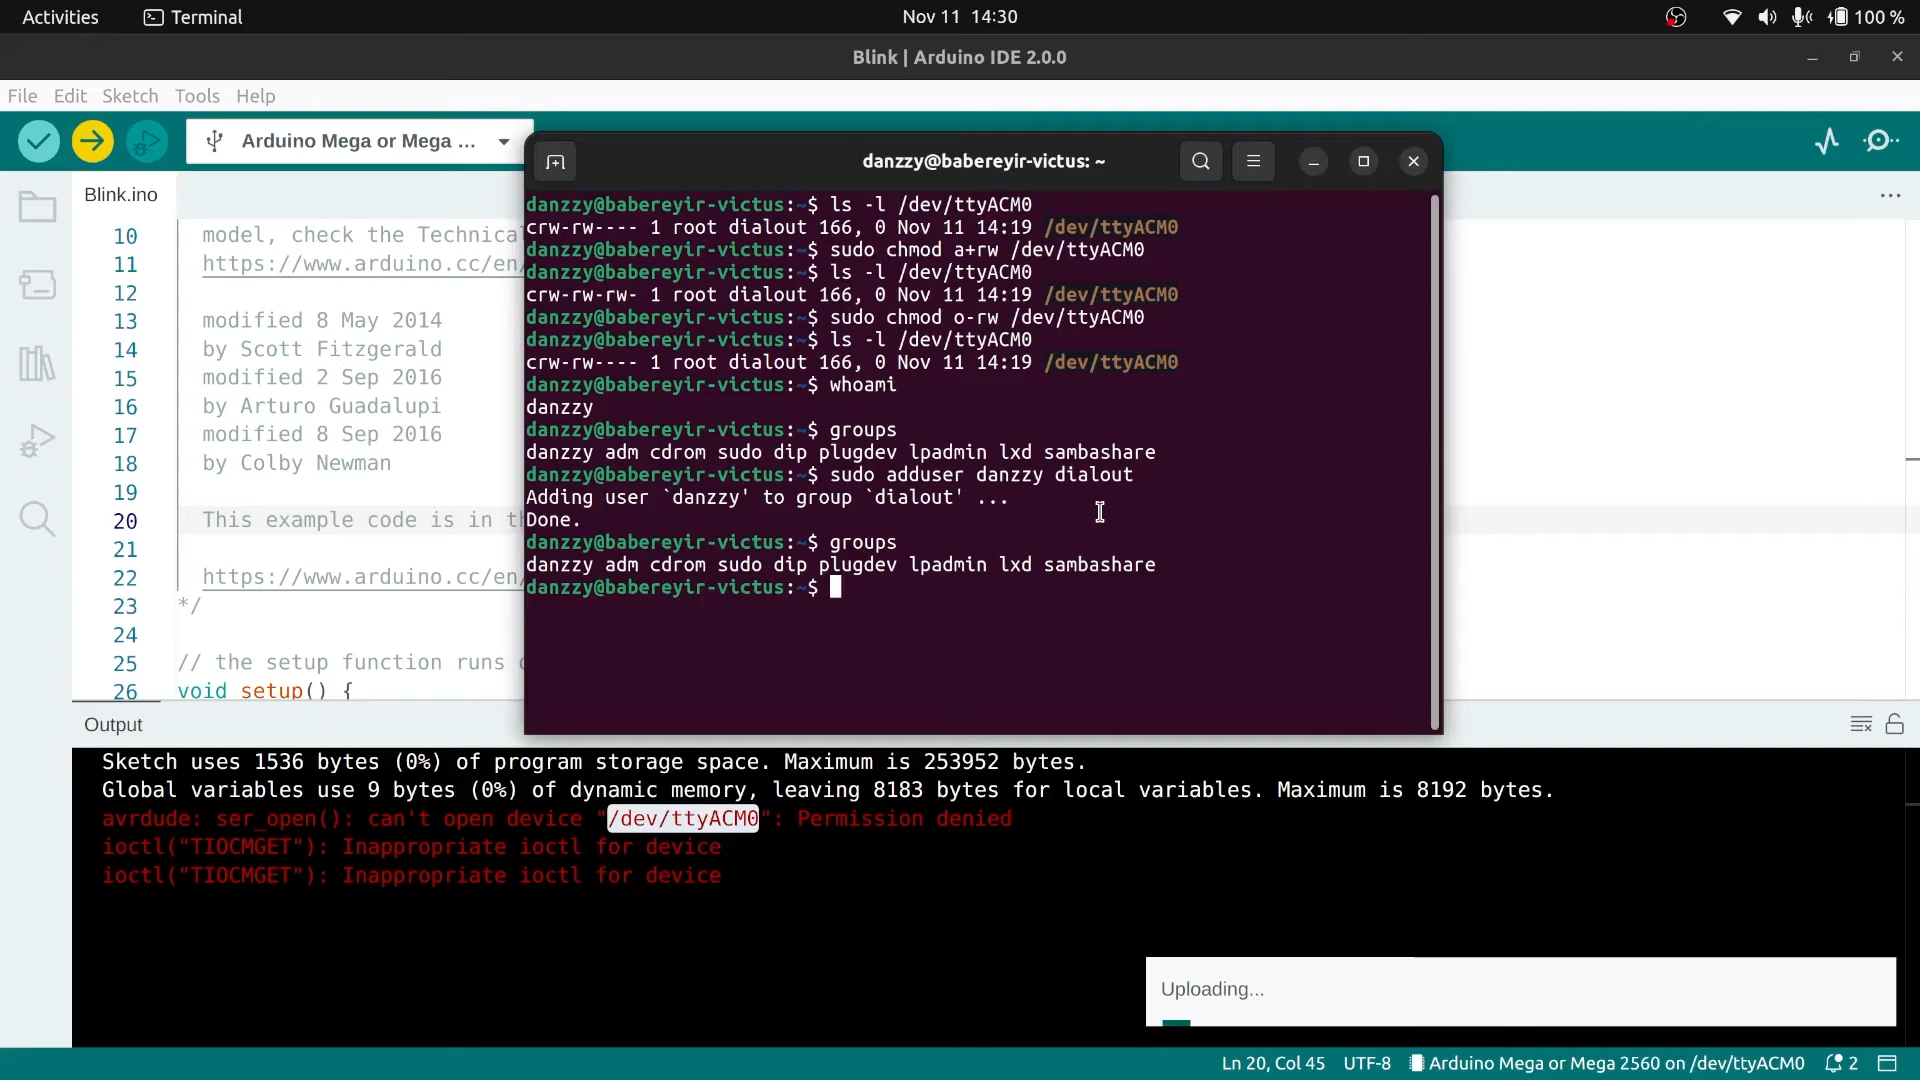 Activities
Terminal
Nov 11 14:30
100 %
Blink | Arduino IDE 2.0.0
File Edit Sketch Tools Help
Arduino Mega or Mega ...
danzzy@babereyir-victus: ~
Blink.ino
10 model, check the Technica
11 https://www.arduino.cc/en/
12
13 modified 8 May 2014
14 by Scott Fitzgerald
15 modified 2 Sep 2016
16 by Arturo Guadalupi
17 modified 8 Sep 2016
18 by Colby Newman
19
20 This example code is in th
21
22 https://www.arduino.cc/en/
23 */
24
25 // the setup function runs o
26 void setup() {
danzzy@babereyir-victus:~$ ls -l /dev/ttyACM0
crw-rw---- 1 root dialout 166, 0 Nov 11 14:19 /dev/ttyACM0
danzzy@babereyir-victus:~$ sudo chmod a+rw /dev/ttyACM0
danzzy@babereyir-victus:~$ ls -l /dev/ttyACM0
crw-rw-rw- 1 root dialout 166, 0 Nov 11 14:19 /dev/ttyACM0
danzzy@babereyir-victus:~$ sudo chmod o-rw /dev/ttyACM0
danzzy@babereyir-victus:~$ ls -l /dev/ttyACM0
crw-rw---- 1 root dialout 166, 0 Nov 11 14:19 /dev/ttyACM0
danzzy@babereyir-victus:~$ whoami
danzzy
danzzy@babereyir-victus:~$ groups
danzzy adm cdrom sudo dip plugdev lpadmin lxd sambashare
danzzy@babereyir-victus:~$ sudo adduser danzzy dialout
Adding user `danzzy' to group `dialout' ...
Done.
danzzy@babereyir-victus:~$ groups
danzzy adm cdrom sudo dip plugdev lpadmin lxd sambashare
danzzy@babereyir-victus:~$
Output
Sketch uses 1536 bytes (0%) of program storage space. Maximum is 253952 bytes.
Global variables use 9 bytes (0%) of dynamic memory, leaving 8183 bytes for local variables. Maximum is 8192 bytes.
avrdude: ser_open(): can't open device "/dev/ttyACM0": Permission denied
ioctl("TIOCMGET"): Inappropriate ioctl for device
ioctl("TIOCMGET"): Inappropriate ioctl for device
Uploading...
Ln 20, Col 45 UTF-8 Arduino Mega or Mega 2560 on /dev/ttyACM0 2